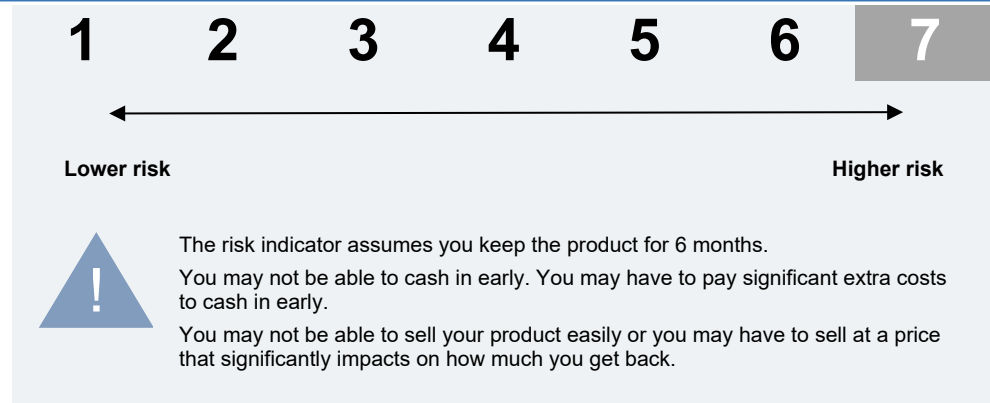 1 2 3 4 5 6 7
Lower risk Higher risk
!
The risk indicator assumes you keep the product for 6 months.
You may not be able to cash in early. You may have to pay significant extra costs
to cash in early.
You may not be able to sell your product easily or you may have to sell at a price
that significantly impacts on how much you get back.